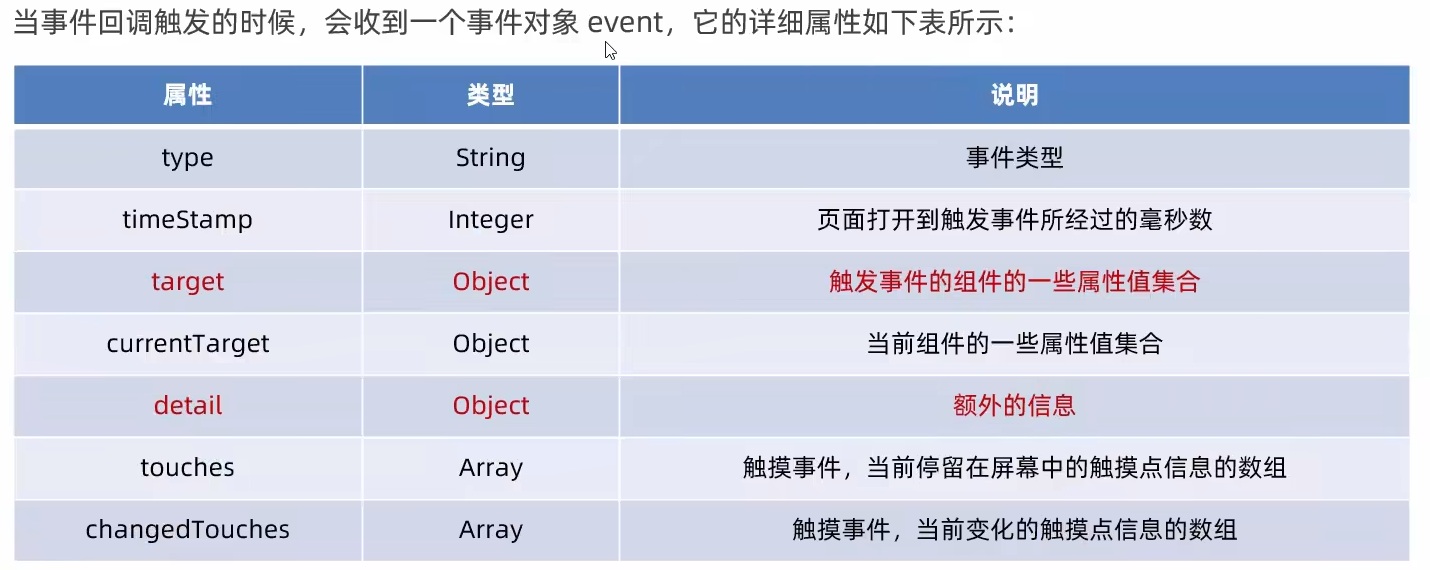 当事件回调触发的时候，会收到一个事件对象 event，它的详细属性如下表所示：
属性 类型 说明
type String 事件类型
timeStamp Integer 页面打开到触发事件所经过的毫秒数
target Object 触发事件的组件的一些属性值集合
currentTarget Object 当前组件的一些属性值集合
detail Object 额外的信息
touches Array 触摸事件，当前停留在屏幕中的触摸点信息的数组
changedTouches Array 触摸事件，当前变化的触摸点信息的数组